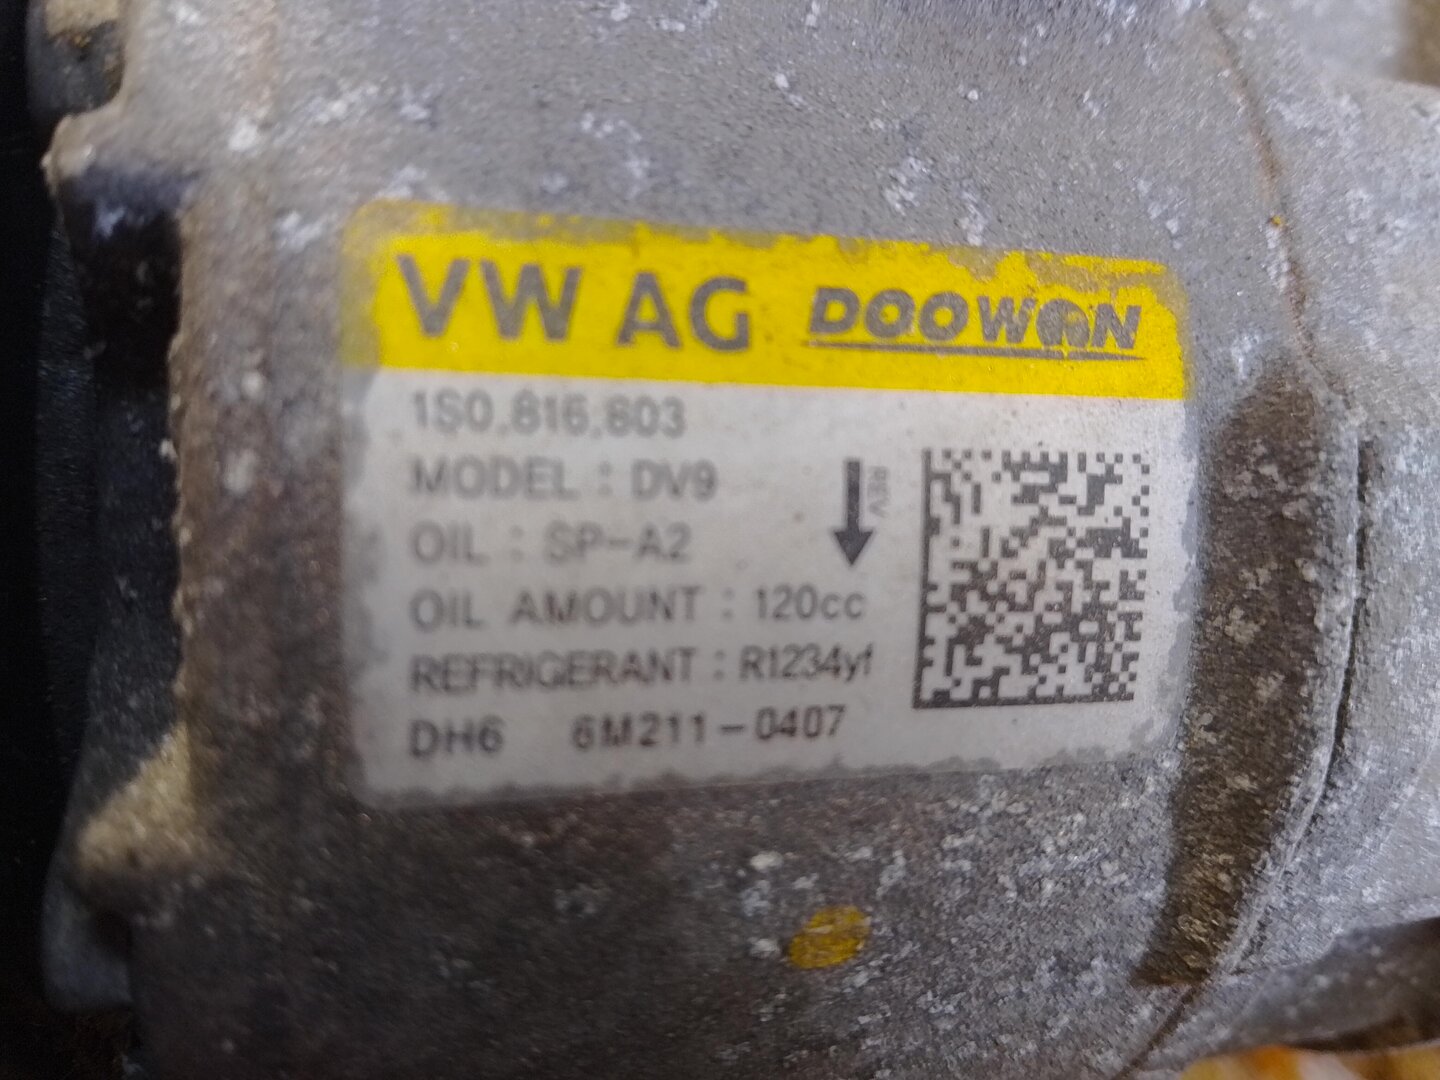 VW AG DOOWON
1S0.816.803
MODEL : DV9
REV
OIL : SP-A2
OIL AMOUNT : 120cc
REFRIGERANT : R1234yf
DH6 6M211-0407